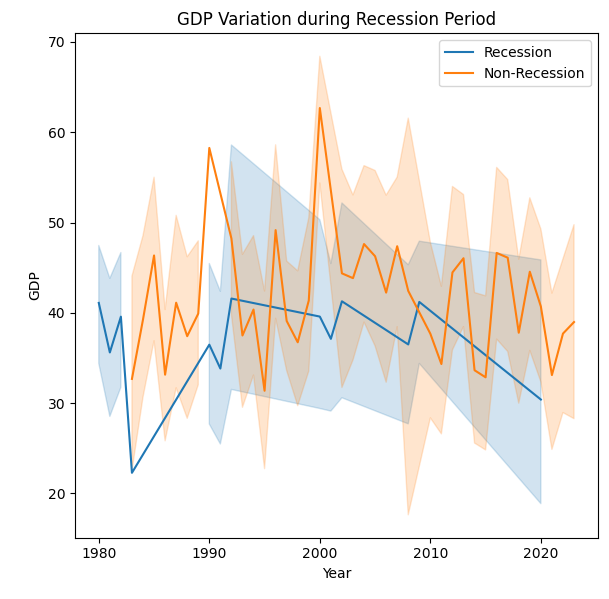 GDP Variation during Recession Period
Recession
Non-Recession
70
60
50
40
30
20
GDP
1980 1990 2000 2010 2020
Year